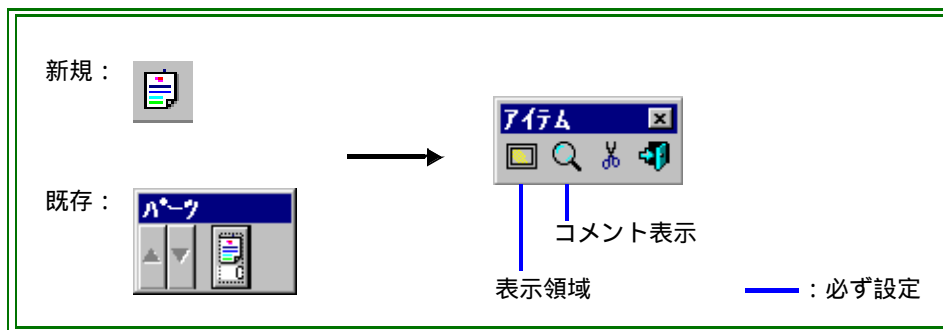 新規：
アイテム
既存：
パーツ
C
コメント表示
表示領域
：必ず設定